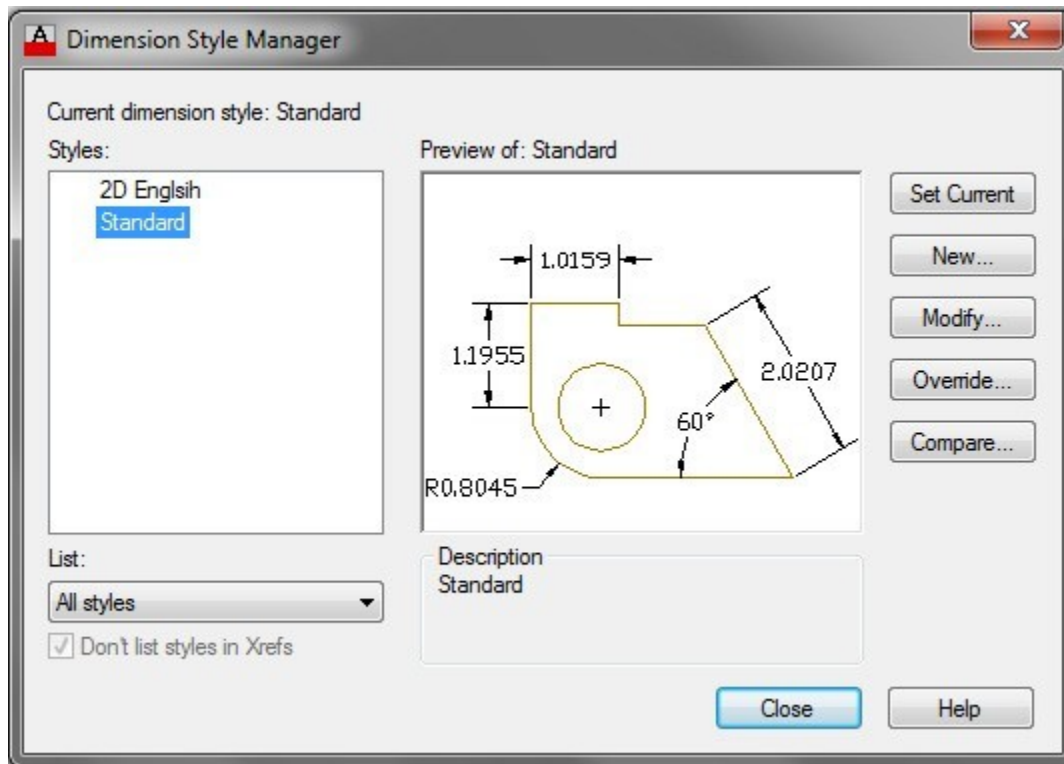 A Dimension Style Manager
X
Current dimension style: Standard
Styles:
2D Englsih
Standard
Preview of: Standard
1.0159
1.1955
2.0207
60°
R0.8045
Set Current
New...
Modify...
Override...
Compare...
List:
All styles
Don't list styles in Xrefs
Description
Standard
Close
Help